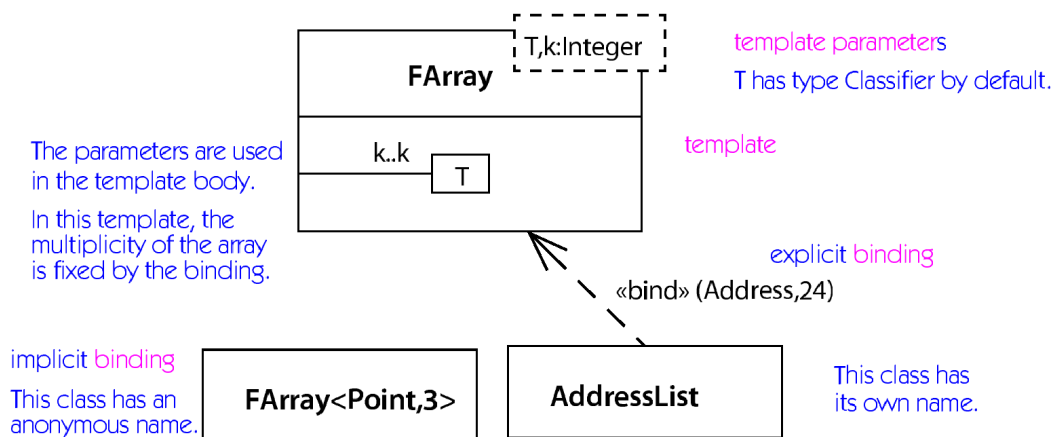 T,k:Integer
template parameters
FArray
T has type Classifier by default.
The parameters are used
in the template body.
k..k
T
template
In this template, the
multiplicity of the array
is fixed by the binding.
explicit binding
«bind» (Address,24)
implicit binding
This class has an
anonymous name.
FArray<Point,3>
AddressList
This class has
its own name.